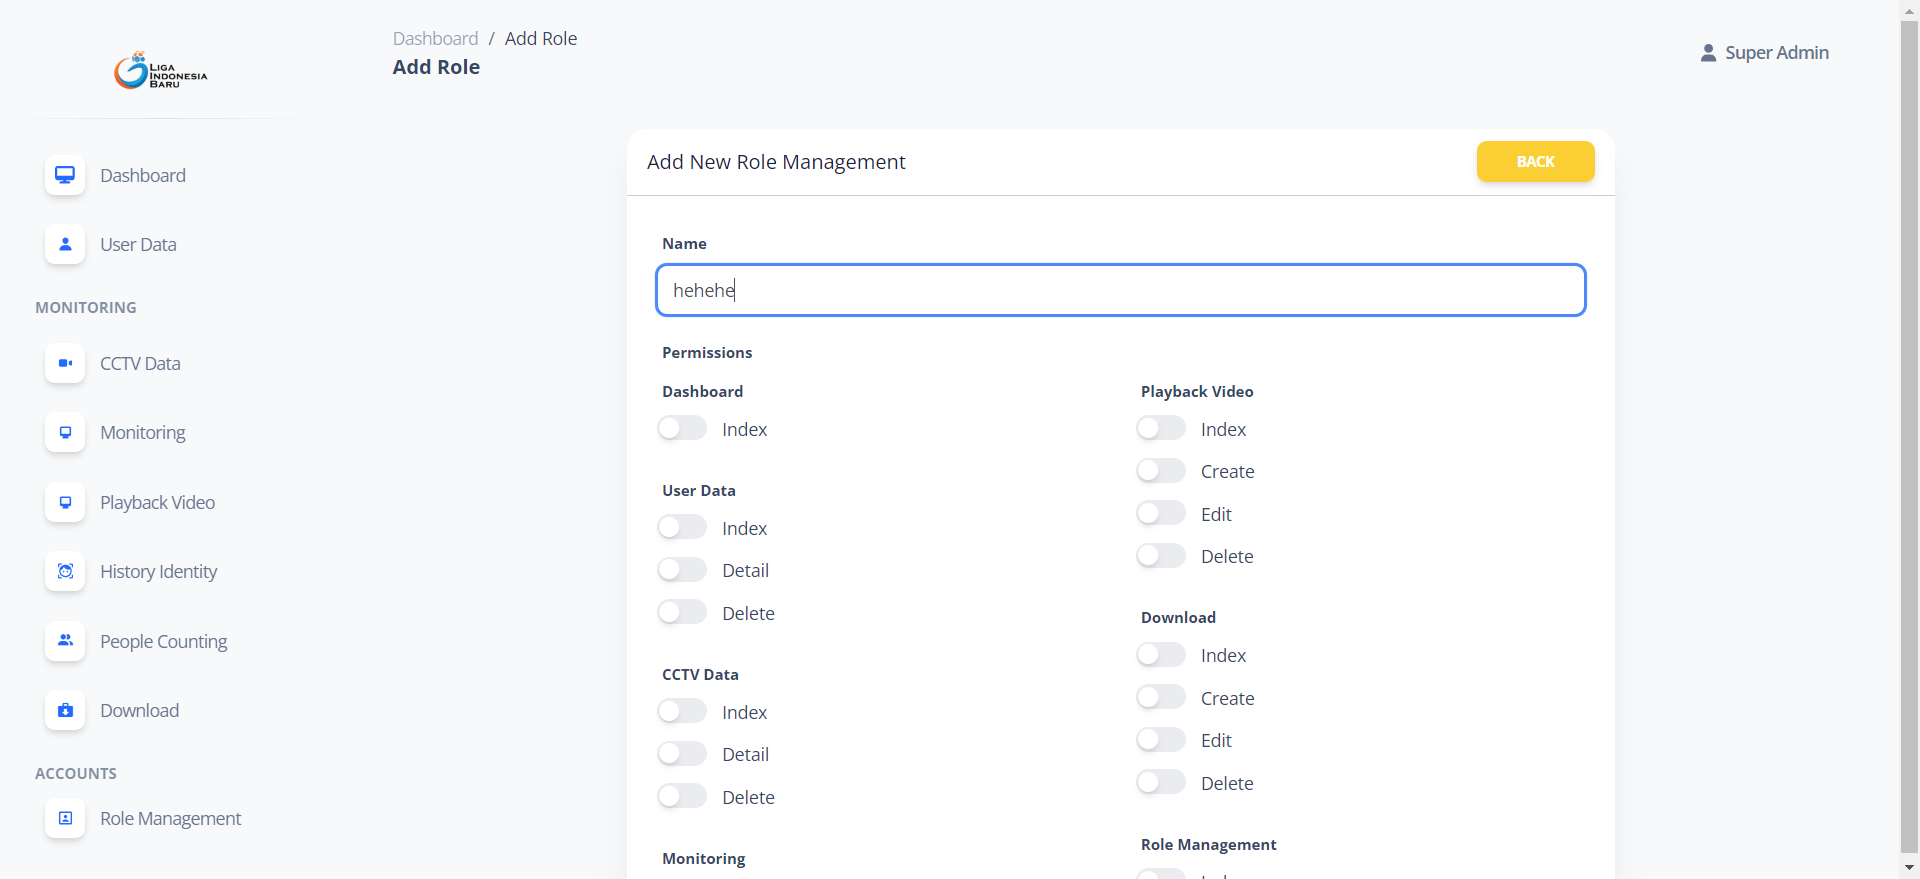 LIGA
INDONESIA
BARU
Dashboard
User Data
MONITORING
CCTV Data
Monitoring
Playback Video
History Identity
People Counting
Download
ACCOUNTS
Role Management
Dashboard / Add Role
Add Role
Super Admin
Add New Role Management
BACK
Name
hehehe
Permissions
Dashboard
Index
User Data
Index
Detail
Delete
CCTV Data
Index
Detail
Delete
Monitoring
Playback Video
Index
Create
Edit
Delete
Download
Index
Create
Edit
Delete
Role Management